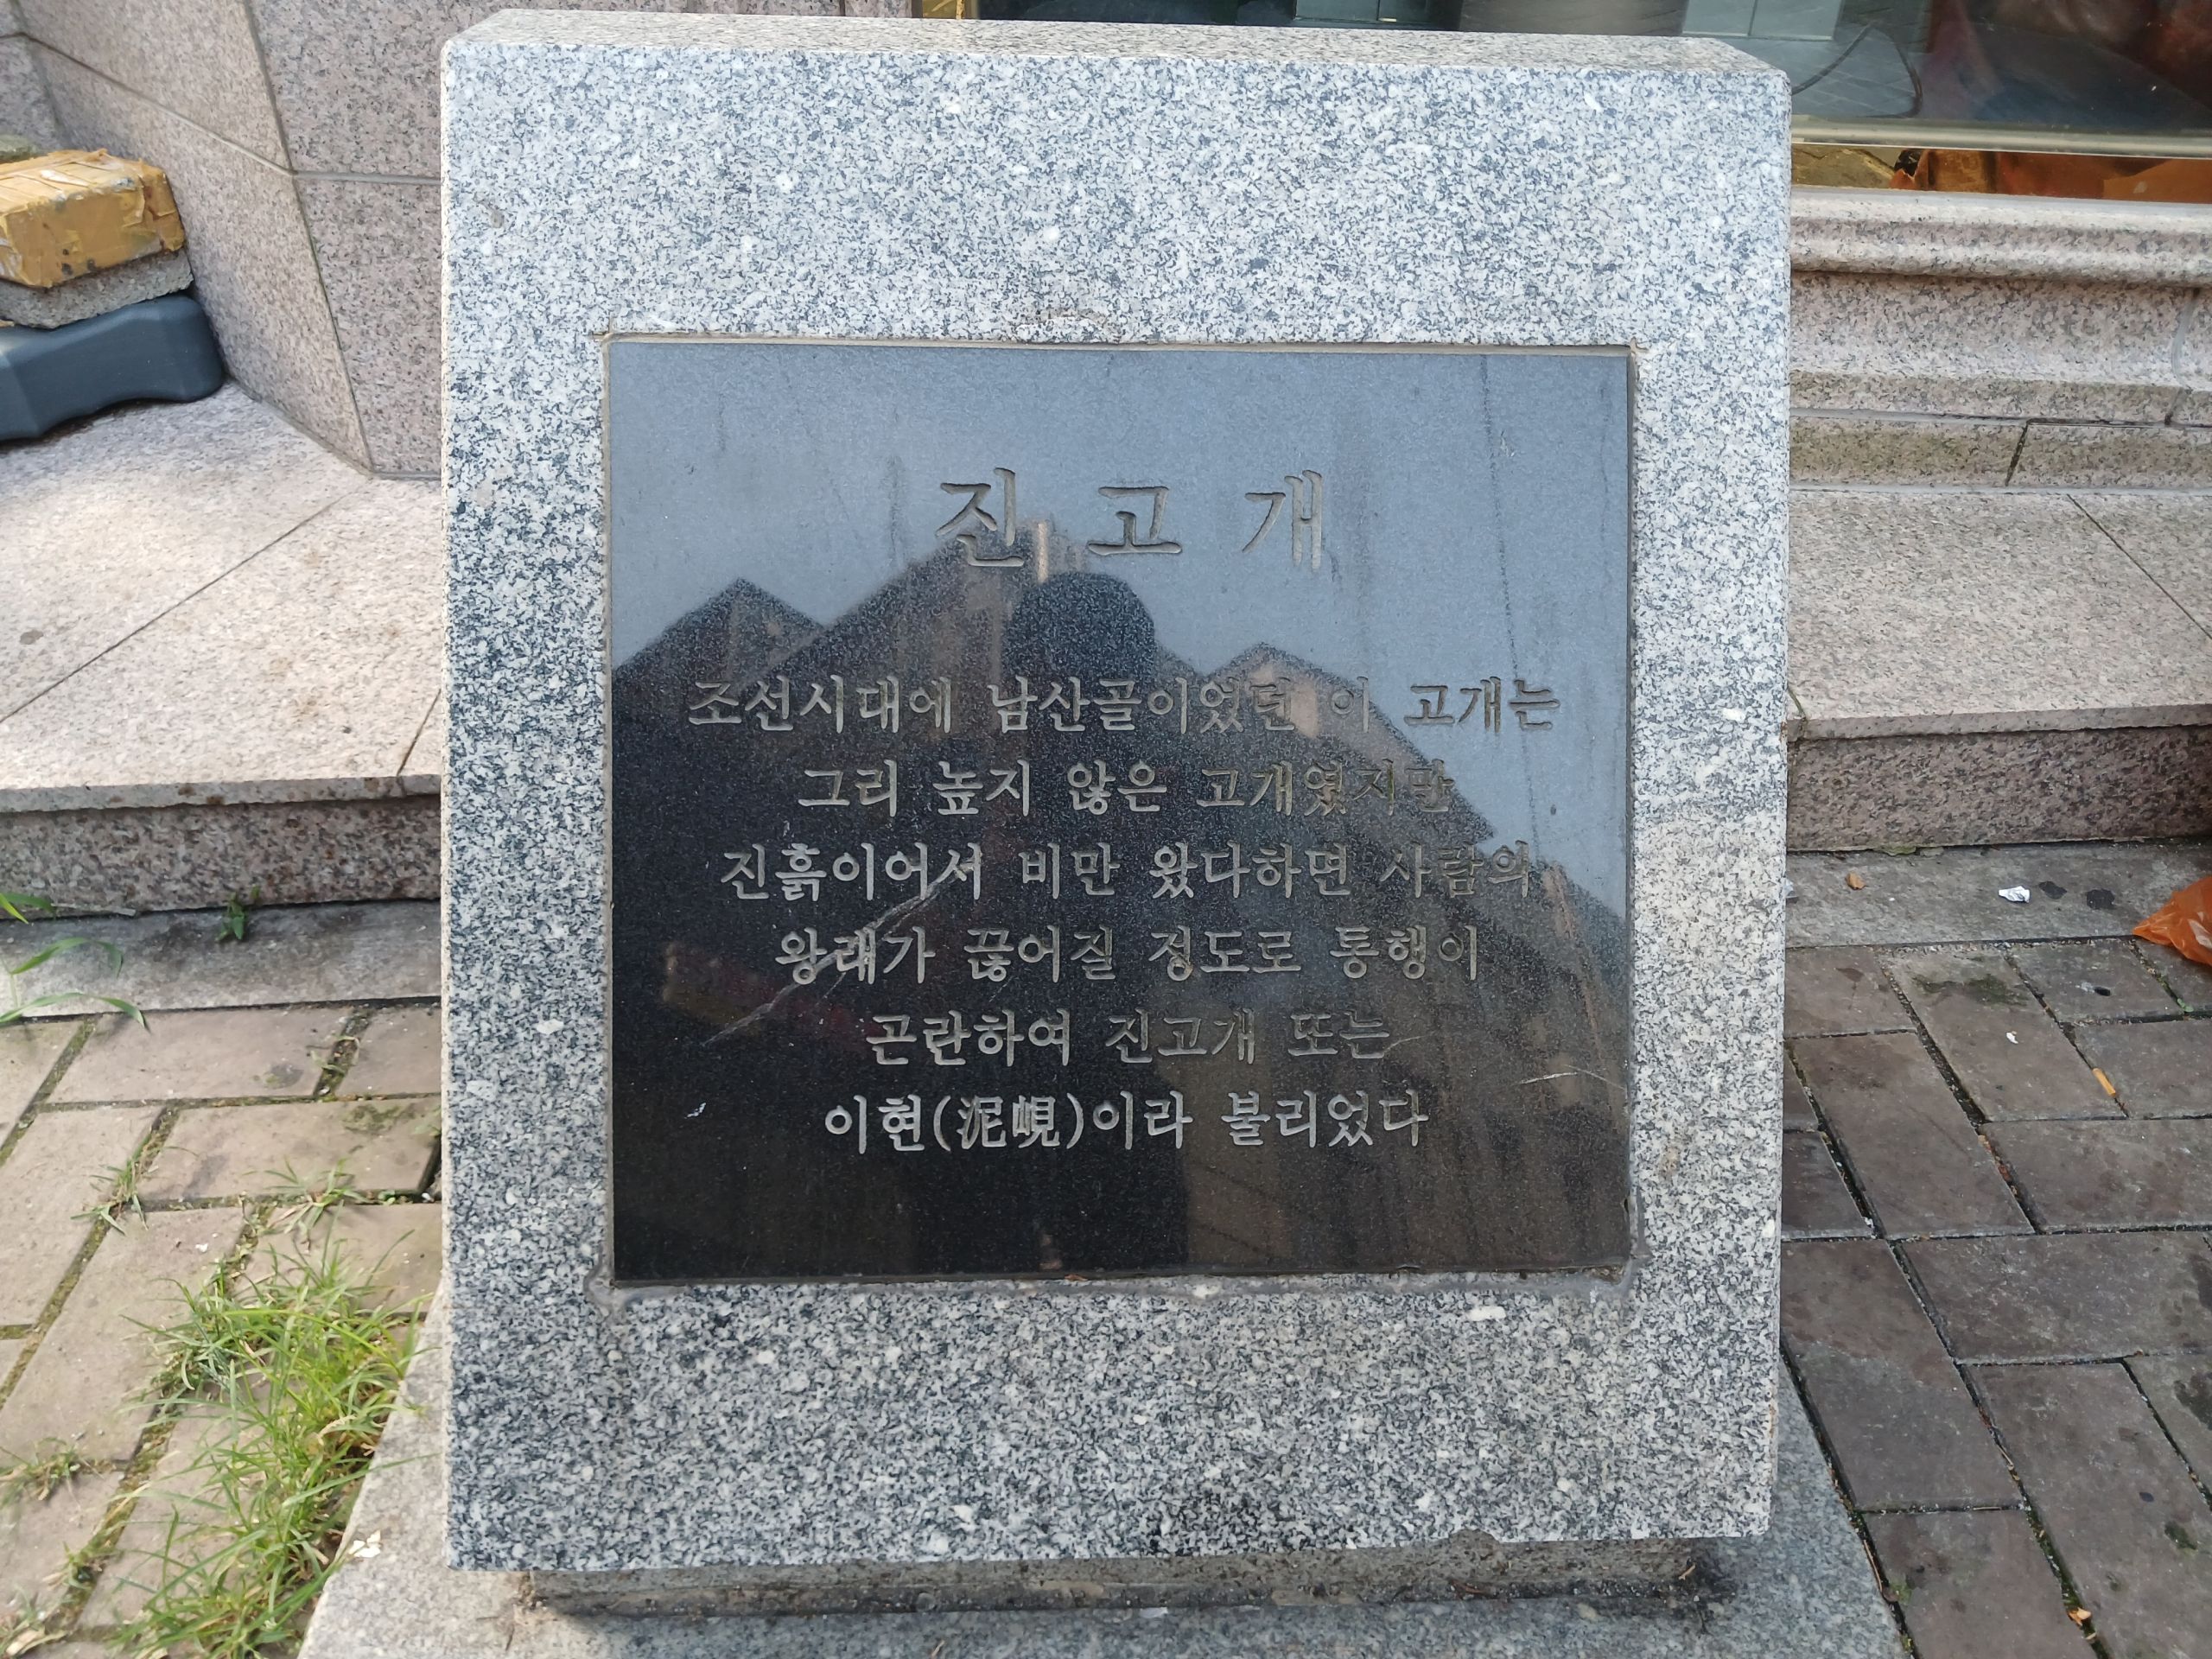 진고개
조선시대에 남산골이었던 이 고개는
그리 높지 않은 고개였지만
진흙이어서 비만 왔다하면 사람의
왕래가 끊어질 정도로 통행이
곤란하여 진고개 또는
이현(泥峴)이라 불리었다